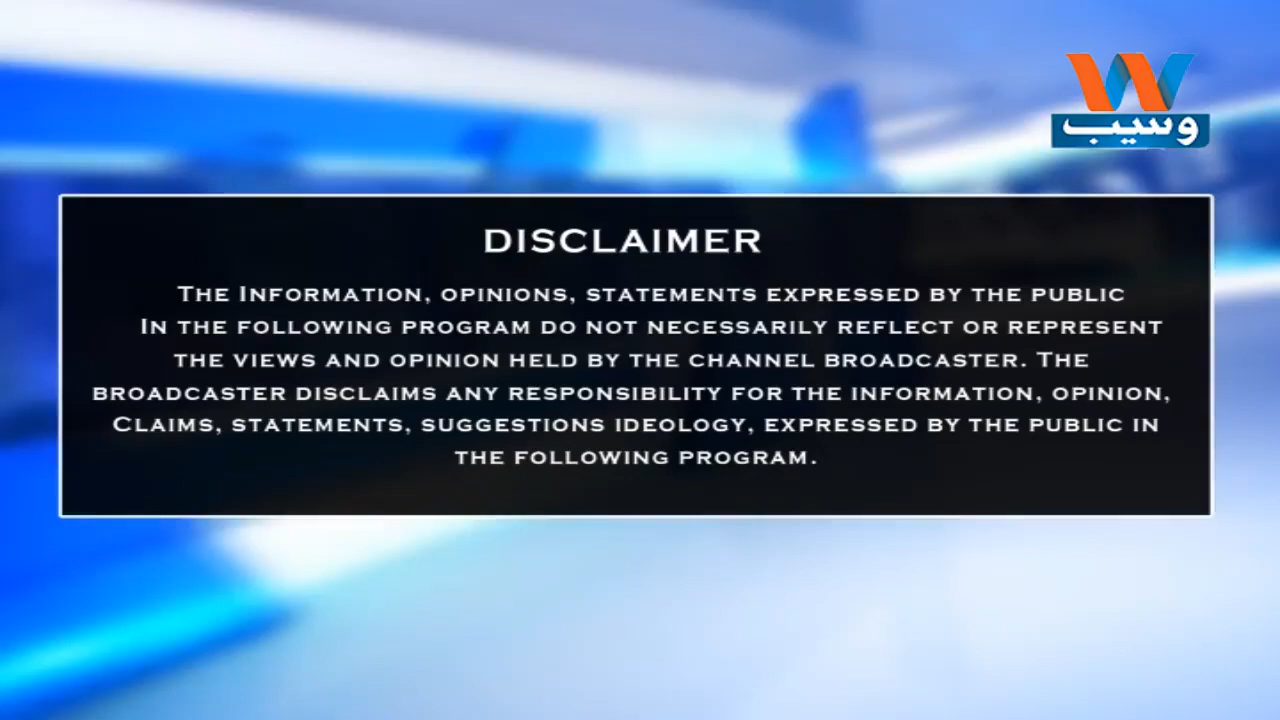 وسیب
DISCLAIMER
THE INFORMATION, OPINIONS, STATEMENTS EXPRESSED BY THE PUBLIC
IN THE FOLLOWING PROGRAM DO NOT NECESSARILY REFLECT OR REPRESENT
THE VIEWS AND OPINION HELD BY THE CHANNEL BROADCASTER. THE
BROADCASTER DISCLAIMS ANY RESPONSIBILITY FOR THE INFORMATION, OPINION,
CLAIMS, STATEMENTS, SUGGESTIONS IDEOLOGY, EXPRESSED BY THE PUBLIC IN
THE FOLLOWING PROGRAM.